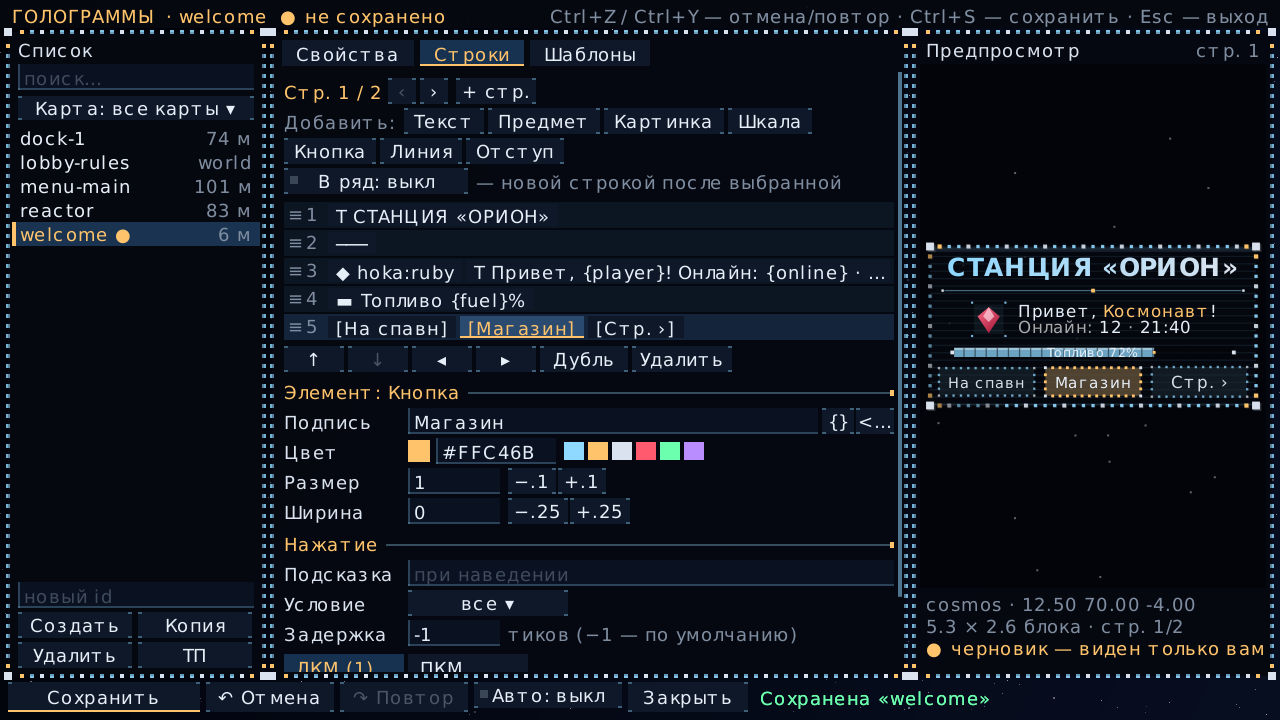 ГОЛОГРАММЫ · welcome ● не сохранено
Ctrl+Z / Ctrl+Y — отмена/повтор · Ctrl+S — сохранить · Esc — выход
Список
поиск...
Карта: все карты ▾
dock-1 74 м
lobby-rules world
menu-main 101 м
reactor 83 м
welcome ● 6 м
новый id
Создать Копия
Удалить ТП
Свойства Строки Шаблоны
Стр. 1 / 2 ‹ › + стр.
Добавить: Текст Предмет Картинка Шкала
Кнопка Линия Отступ
В ряд: выкл — новой строкой после выбранной
≡ 1 T СТАНЦИЯ «ОРИОН»
≡ 2 ——
≡ 3 ◆ hoka:ruby T Привет, {player}! Онлайн: {online} · ...
≡ 4 ▬ Топливо {fuel}%
≡ 5 [На спавн] [Магазин] [Стр. ›]
↑ ↓ ◂ ▸ Дубль Удалить
Элемент: Кнопка
Подпись Магазин {} <...
Цвет #FFC46B
Размер 1 −.1 +.1
Ширина 0 −.25 +.25
Нажатие
Подсказка при наведении
Условие все ▾
Задержка -1 тиков (−1 — по умолчанию)
ЛКМ (1) ПКМ
Предпросмотр стр. 1
СТАНЦИЯ «ОРИОН»
Привет, Космонавт!
Онлайн: 12 · 21:40
Топливо 72%
На спавн Магазин Стр. ›
cosmos · 12.50 70.00 -4.00
5.3 × 2.6 блока · стр. 1/2
● черновик — виден только вам
Сохранить ↶ Отмена ↷ Повтор Авто: выкл Закрыть Сохранена «welcome»